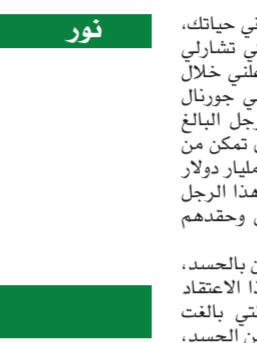 نور
ني حياتك،
ي تشارلي
علني خلال
ي جورنال
رجل البالغ
ي تمكن من
مليار دولار
هذا الرجل
ي وحقدهم
ن بالحسد،
ذا الاعتقاد
لتي بالغت
ن الحسد،